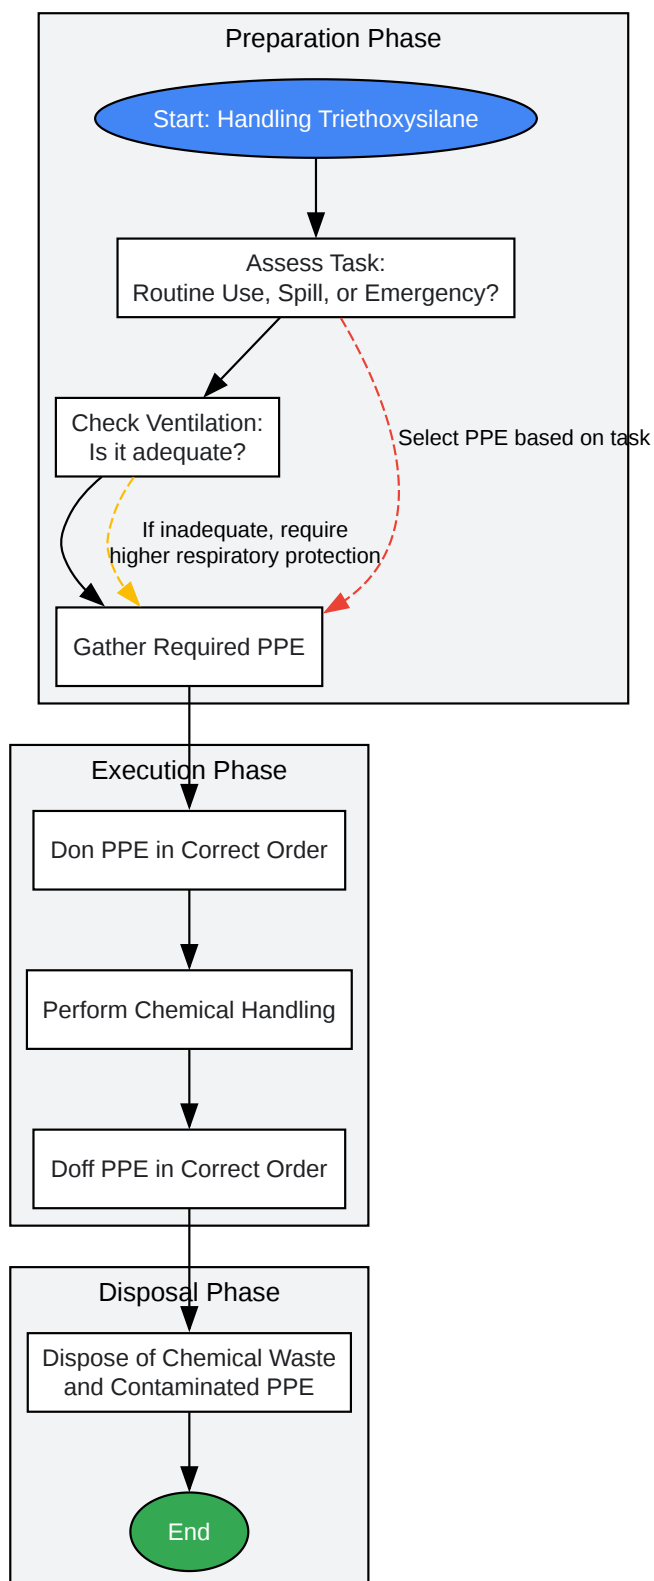 Preparation Phase
Start: Handling Triethoxysilane
Assess Task:
Routine Use, Spill, or Emergency?
Check Ventilation:
Is it adequate?
Select PPE based on task
If inadequate, require
higher respiratory protection
Gather Required PPE
Execution Phase
Don PPE in Correct Order
Perform Chemical Handling
Doff PPE in Correct Order
Disposal Phase
Dispose of Chemical Waste
and Contaminated PPE
End